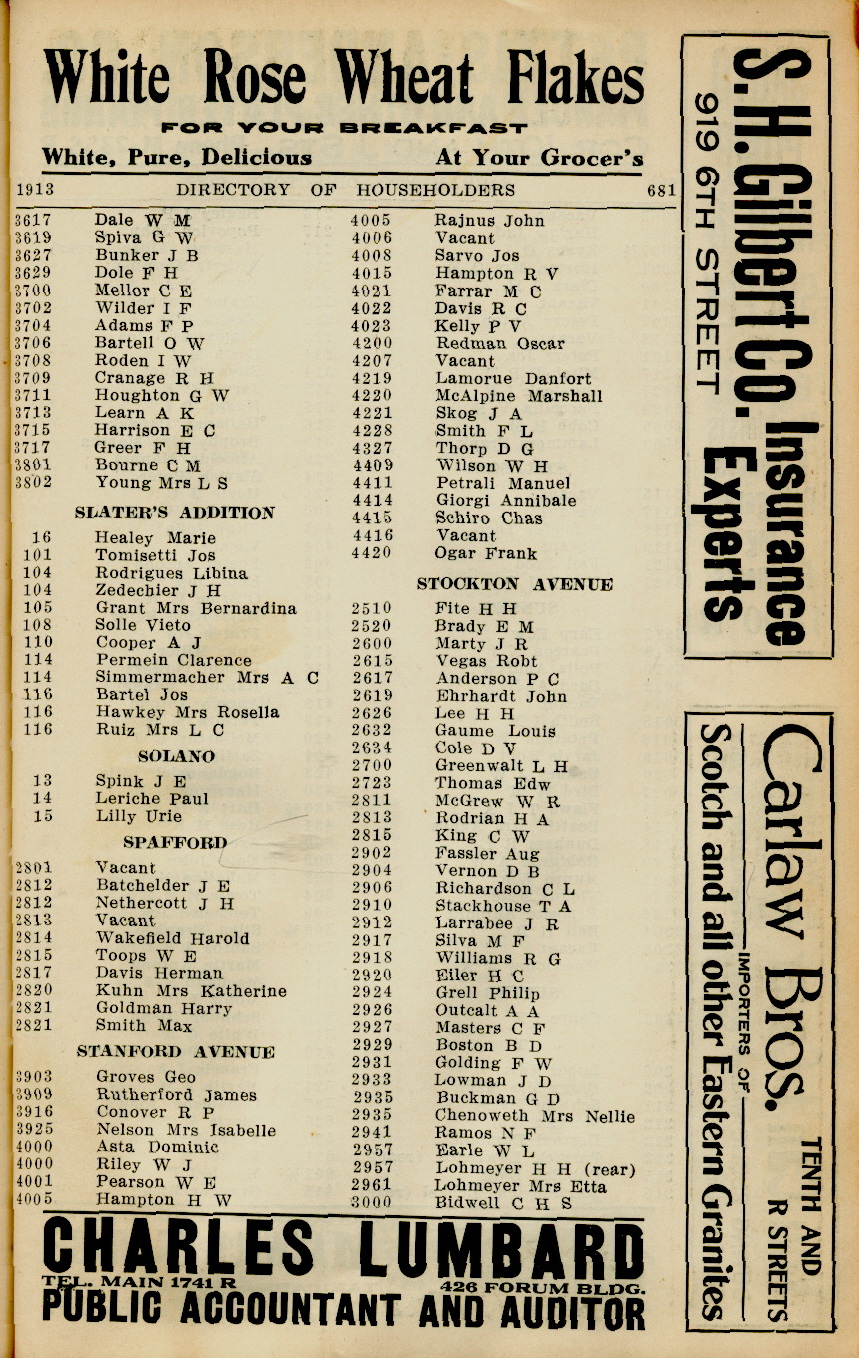 White Rose Wheat Flakes
FOR YOUR BREAKFAST
White, Pure, Delicious At Your Grocer's
1913 DIRECTORY OF HOUSEHOLDERS 681
3617 Dale W M
3619 Spiva G W
3627 Bunker J B
3629 Dole F H
3700 Mellor C E
3702 Wilder I F
3704 Adams F P
3706 Bartell O W
3708 Roden I W
3709 Cranage R H
3711 Houghton G W
3713 Learn A K
3715 Harrison E C
3717 Greer F H
3801 Bourne C M
3802 Young Mrs L S
SLATER'S ADDITION
16 Healey Marie
101 Tomisetti Jos
104 Rodrigues Libina
104 Zedechier J H
105 Grant Mrs Bernardina
108 Solle Vieto
110 Cooper A J
114 Permein Clarence
114 Simmermacher Mrs A C
116 Bartel Jos
116 Hawkey Mrs Rosella
116 Ruiz Mrs L C
SOLANO
13 Spink J E
14 Leriche Paul
15 Lilly Urie
SPAFFORD
2801 Vacant
2812 Batchelder J E
2812 Nethercott J H
2813 Vacant
2814 Wakefield Harold
2815 Toops W E
2817 Davis Herman
2820 Kuhn Mrs Katherine
2821 Goldman Harry
2821 Smith Max
STANFORD AVENUE
3903 Groves Geo
3909 Rutherford James
3916 Conover R P
3925 Nelson Mrs Isabelle
4000 Asta Dominic
4000 Riley W J
4001 Pearson W E
4005 Hampton H W
4005 Rajnus John
4006 Vacant
4008 Sarvo Jos
4015 Hampton R V
4021 Farrar M C
4022 Davis R C
4023 Kelly P V
4200 Redman Oscar
4207 Vacant
4219 Lamorue Danfort
4220 McAlpine Marshall
4221 Skog J A
4228 Smith F L
4327 Thorp D G
4409 Wilson W H
4411 Petrali Manuel
4414 Giorgi Annibale
4415 Schiro Chas
4416 Vacant
4420 Ogar Frank
STOCKTON AVENUE
2510 Fite H H
2520 Brady E M
2600 Marty J R
2615 Vegas Robt
2617 Anderson P C
2619 Ehrhardt John
2626 Lee H H
2632 Gaume Louis
2634 Cole D V
2700 Greenwalt L H
2723 Thomas Edw
2811 McGrew W R
2813 Rodrian H A
2815 King C W
2902 Fassler Aug
2904 Vernon D B
2906 Richardson C L
2910 Stackhouse T A
2912 Larrabee J R
2917 Silva M F
2918 Williams R G
2920 Eiler H C
2924 Grell Philip
2926 Outcalt A A
2927 Masters C F
2929 Boston B D
2931 Golding F W
2933 Lowman J D
2935 Buckman G D
2935 Chenoweth Mrs Nellie
2941 Ramos N F
2957 Earle W L
2957 Lohmeyer H H (rear)
2961 Lohmeyer Mrs Etta
3000 Bidwell C H S
CHARLES LUMBARD
TEL. MAIN 1741 R 426 FORUM BLDG.
PUBLIC ACCOUNTANT AND AUDITOR
S. H. Gilbert Co. Insurance
919 6TH STREET Experts
Carlaw Bros. TENTH AND
R STREETS
IMPORTERS OF
Scotch and all other Eastern Granites